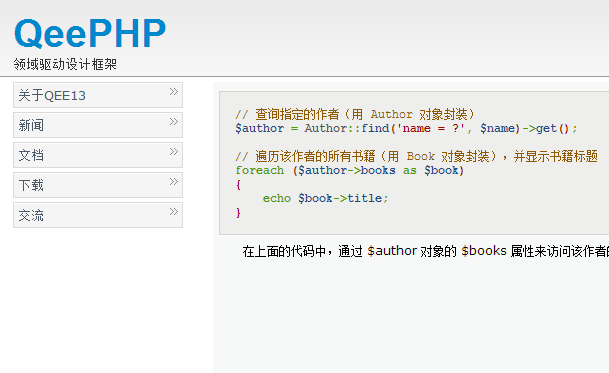 QeePHP
领域驱动设计框架
关于QEE13 »
新闻 »
文档 »
下载 »
交流 »
// 查询指定的作者（用 Author 对象封装）
$author = Author::find('name = ?', $name)->get();
// 遍历该作者的所有书籍（用 Book 对象封装），并显示书籍标题
foreach ($author->books as $book)
{
echo $book->title;
}
在上面的代码中，通过 $author 对象的 $books 属性来访问该作者的